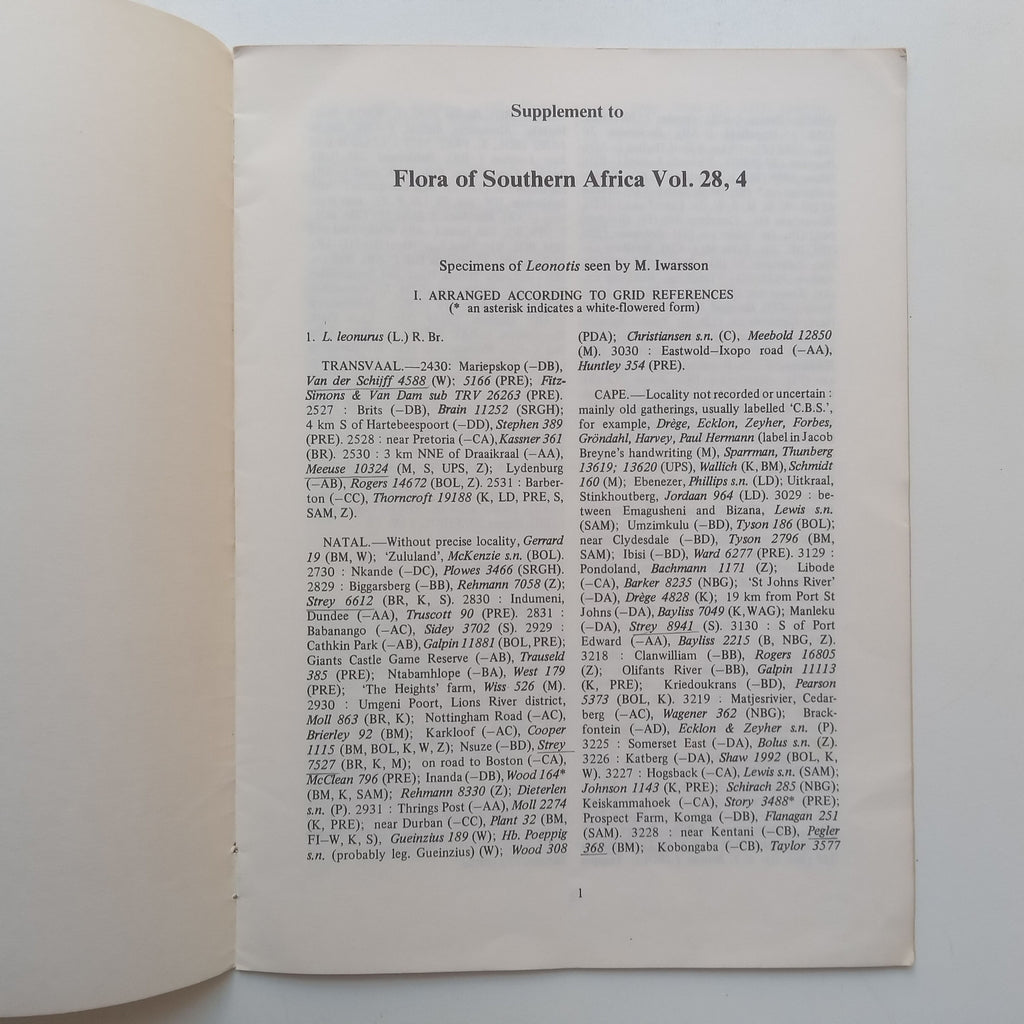 Supplement to
Flora of Southern Africa Vol. 28, 4
Specimens of Leonotis seen by M. Iwarsson
I. ARRANGED ACCORDING TO GRID REFERENCES
(* an asterisk indicates a white-flowered form)
1. L. leonurus (L.) R. Br.
TRANSVAAL.—2430: Mariepskop (–DB),
Van der Schijff 4588 (W); 5166 (PRE); Fitz-
Simons & Van Dam sub TRV 26263 (PRE).
2527 : Brits (–DB), Brain 11252 (SRGH);
4 km S of Hartebeespoort (–DD), Stephen 389
(PRE). 2528 : near Pretoria (–CA), Kassner 361
(BR). 2530 : 3 km NNE of Draaikraal (–AA),
Meeuse 10324 (M, S, UPS, Z); Lydenburg
(–AB), Rogers 14672 (BOL, Z). 2531 : Barber-
ton (–CC), Thorncroft 19188 (K, LD, PRE, S,
SAM, Z).
NATAL.—Without precise locality, Gerrard
19 (BM, W); 'Zululand', McKenzie s.n. (BOL).
2730 : Nkande (–DC), Plowes 3466 (SRGH).
2829 : Biggarsberg (–BB), Rehmann 7058 (Z);
Strey 6612 (BR, K, S). 2830 : Indumeni,
Dundee (–AA), Truscott 90 (PRE). 2831 :
Babanango (–AC), Sidey 3702 (S). 2929 :
Cathkin Park (–AB), Galpin 11881 (BOL, PRE);
Giants Castle Game Reserve (–AB), Trauseld
385 (PRE); Ntabamhlope (–BA), West 179
(PRE); 'The Heights' farm, Wiss 526 (M).
2930 : Umgeni Poort, Lions River district,
Moll 863 (BR, K); Nottingham Road (–AC),
Brierley 92 (BM); Karkloof (–AC), Cooper
1115 (BM, BOL, K, W, Z); Nsuze (–BD), Strey
7527 (BR, K, M); on road to Boston (–CA),
McClean 796 (PRE); Inanda (–DB), Wood 164*
(BM, K, SAM); Rehmann 8330 (Z); Dieterlen
s.n. (P). 2931 : Thrings Post (–AA), Moll 2274
(K, PRE); near Durban (–CC), Plant 32 (BM,
FI–W, K, S), Gueinzius 189 (W); Hb. Poeppig
s.n. (probably leg. Gueinzius) (W); Wood 308
(PDA); Christiansen s.n. (C), Meebold 12850
(M). 3030 : Eastwold–Ixopo road (–AA),
Huntley 354 (PRE).
CAPE.—Locality not recorded or uncertain :
mainly old gatherings, usually labelled 'C.B.S.',
for example, Drège, Ecklon, Zeyher, Forbes,
Gröndahl, Harvey, Paul Hermann (label in Jacob
Breyne's handwriting (M), Sparrman, Thunberg
13619; 13620 (UPS), Wallich (K, BM), Schmidt
160 (M); Ebenezer, Phillips s.n. (LD); Uitkraal,
Stinkhoutberg, Jordaan 964 (LD). 3029 : be-
tween Emagusheni and Bizana, Lewis s.n.
(SAM); Umzimkulu (–BD), Tyson 186 (BOL);
near Clydesdale (–BD), Tyson 2796 (BM,
SAM); Ibisi (–BD), Ward 6277 (PRE). 3129 :
Pondoland, Bachmann 1171 (Z); Libode
(–CA), Barker 8235 (NBG); 'St Johns River'
(–DA), Drège 4828 (K); 19 km from Port St
Johns (–DA), Bayliss 7049 (K, WAG); Manleku
(–DA), Strey 8941 (S). 3130 : S of Port
Edward (–AA), Bayliss 2215 (B, NBG, Z).
3218 : Clanwilliam (–BB), Rogers 16805
(Z); Olifants River (–BB), Galpin 11113
(K, PRE); Kriedoukrans (–BD), Pearson
5373 (BOL, K). 3219 : Matjesrivier, Cedar-
berg (–AC), Wagener 362 (NBG); Brack-
fontein (–AD), Ecklon & Zeyher s.n. (P).
3225 : Somerset East (–DA), Bolus s.n. (Z).
3226 : Katberg (–DA), Shaw 1992 (BOL, K,
W). 3227 : Hogsback (–CA), Lewis s.n. (SAM);
Johnson 1143 (K, PRE); Schirach 285 (NBG);
Keiskammahoek (–CA), Story 3488* (PRE);
Prospect Farm, Komga (–DB), Flanagan 251
(SAM). 3228 : near Kentani (–CB), Pegler
368 (BM); Kobongaba (–CB), Taylor 3577
1